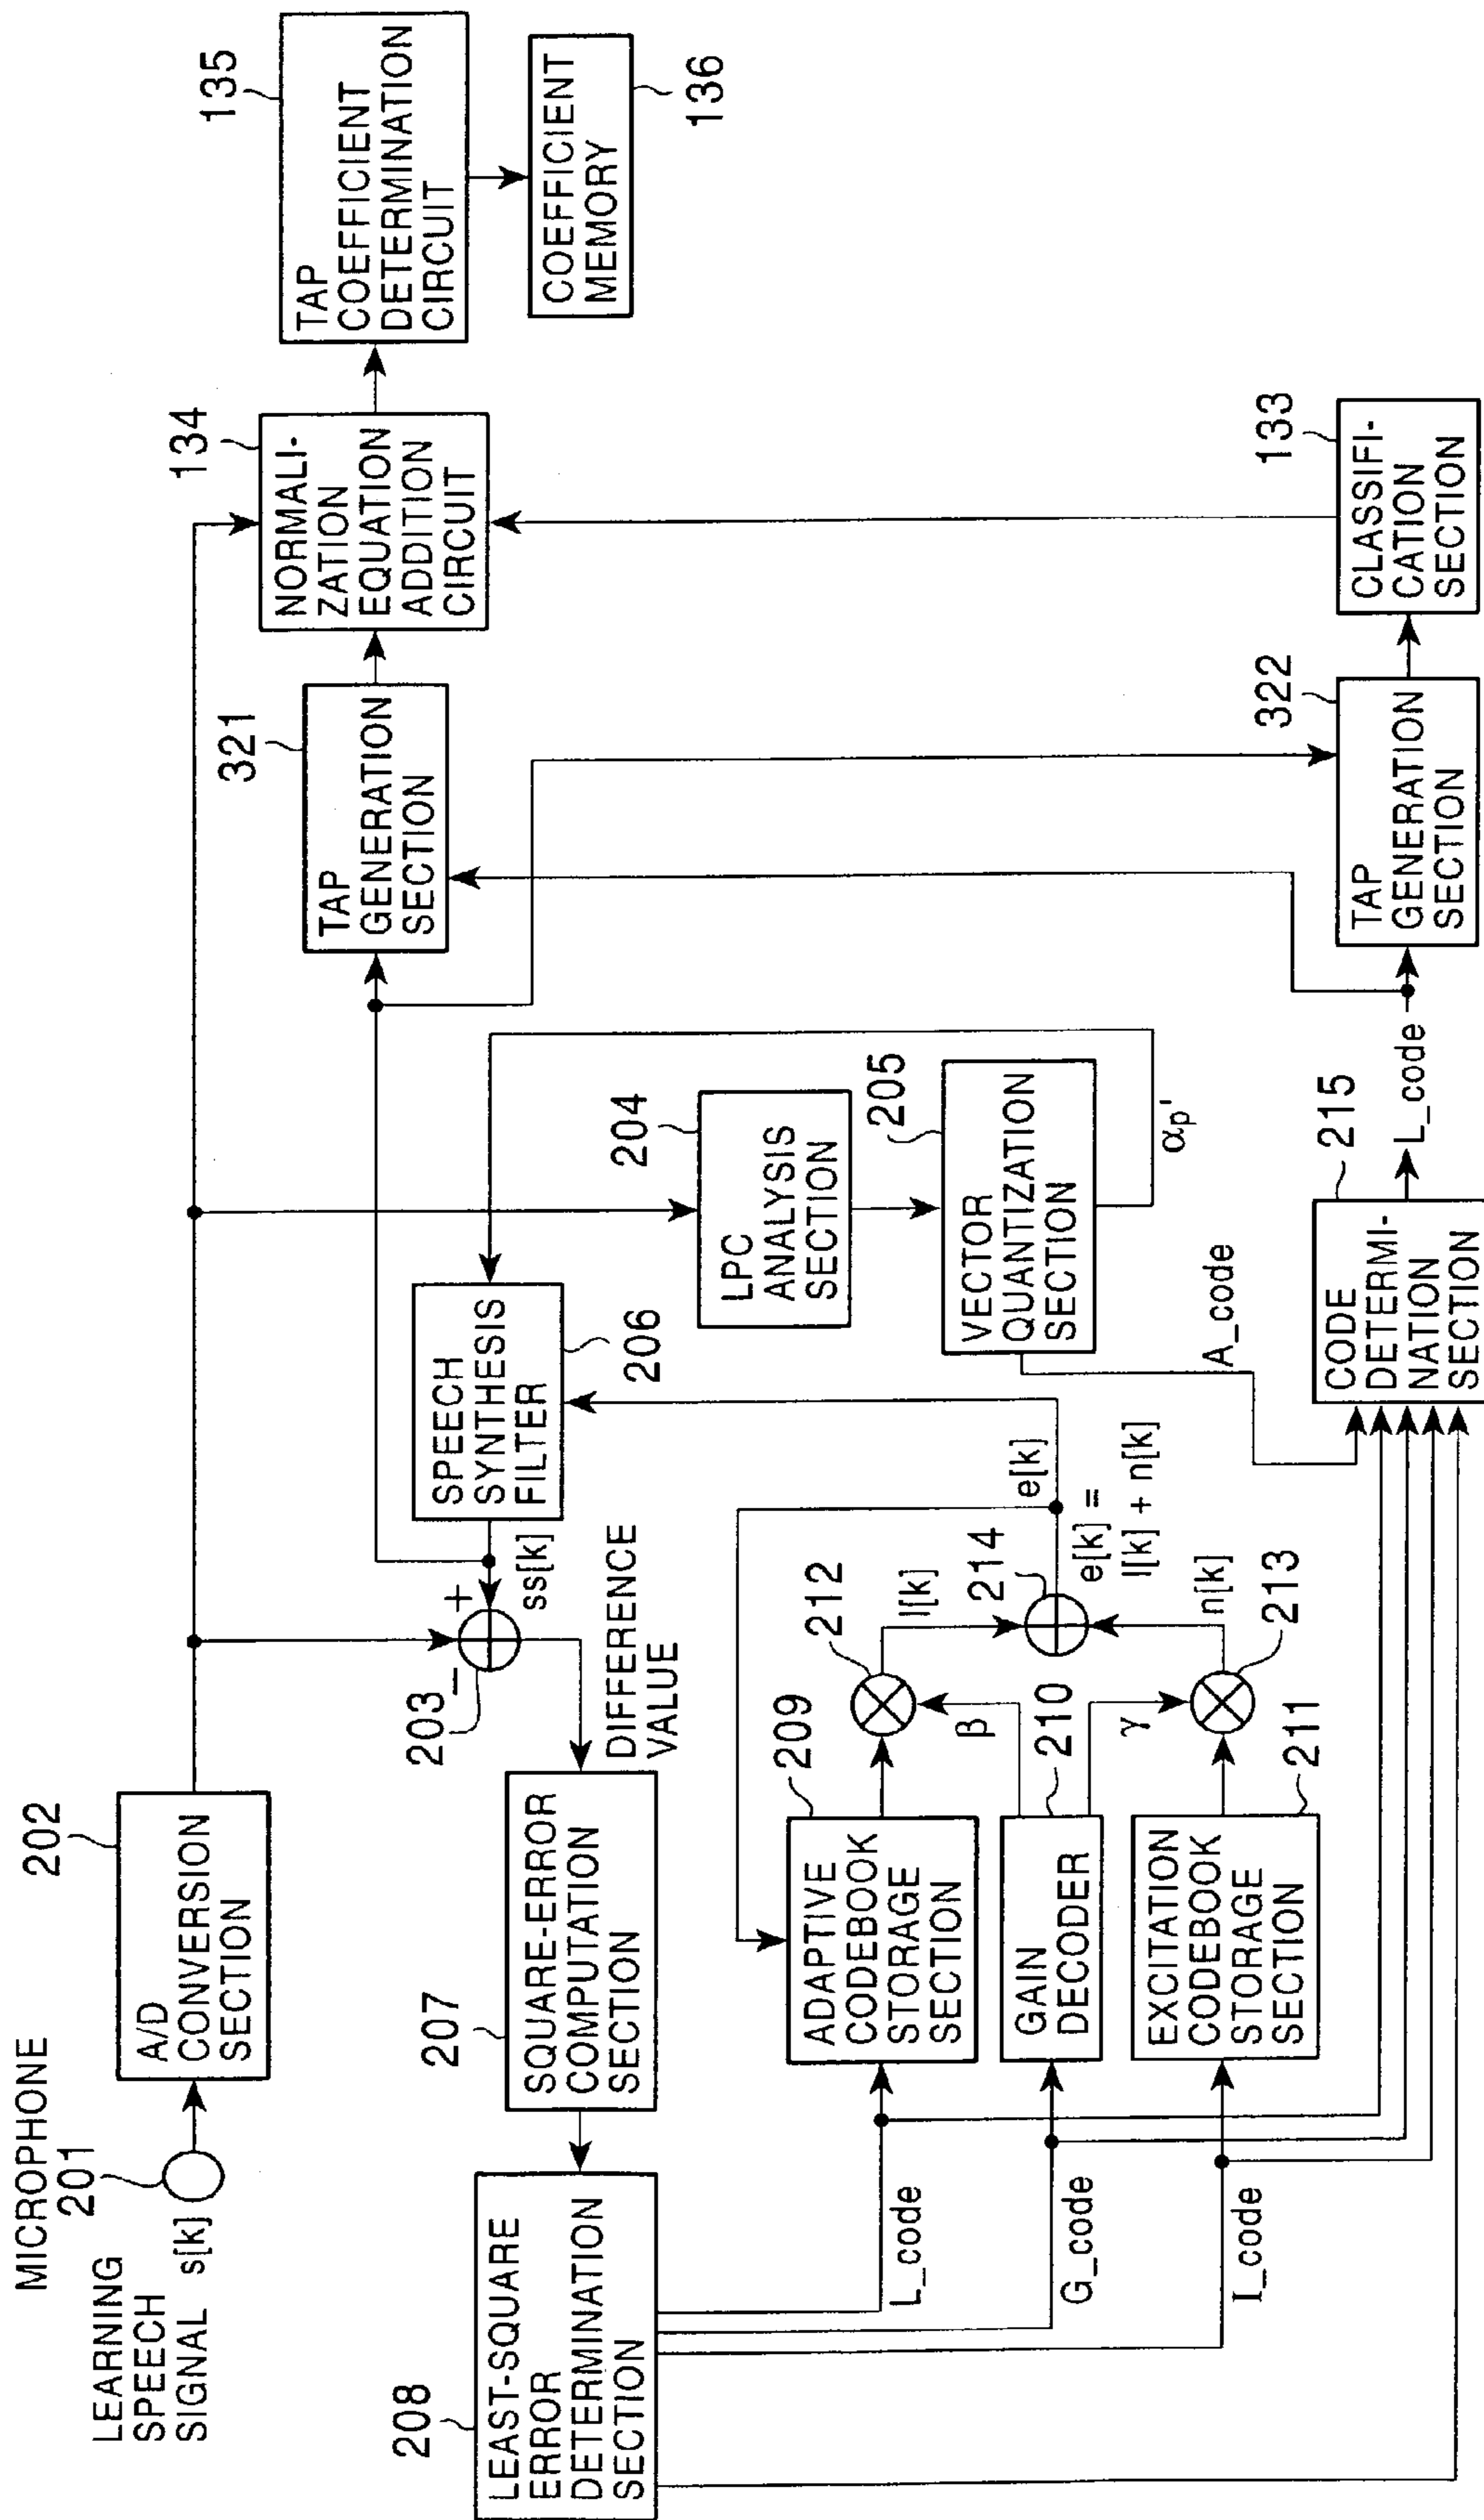 MICROPHONE
201
LEARNING
SPEECH
SIGNAL s[k]
202
A/D
CONVERSION
SECTION
203
+
−
ss[k]
DIFFERENCE
VALUE
207
SQUARE-ERROR
COMPUTATION
SECTION
208
LEAST-SQUARE
ERROR
DETERMINATION
SECTION
L_code
G_code
I_code
209
ADAPTIVE
CODEBOOK
STORAGE
SECTION
210
GAIN
DECODER
211
EXCITATION
CODEBOOK
STORAGE
SECTION
β
γ
212
213
l[k]
n[k]
214
e[k]
e[k] =
l[k] + n[k]
206
SPEECH
SYNTHESIS
FILTER
204
LPC
ANALYSIS
SECTION
205
VECTOR
QUANTIZATION
SECTION
αp'
A_code
215
CODE
DETERMI-
NATION
SECTION
L_code
321
TAP
GENERATION
SECTION
322
TAP
GENERATION
SECTION
133
CLASSIFI-
CATION
SECTION
134
NORMALI-
ZATION
EQUATION
ADDITION
CIRCUIT
135
TAP
COEFFICIENT
DETERMINATION
CIRCUIT
COEFFICIENT
MEMORY
136